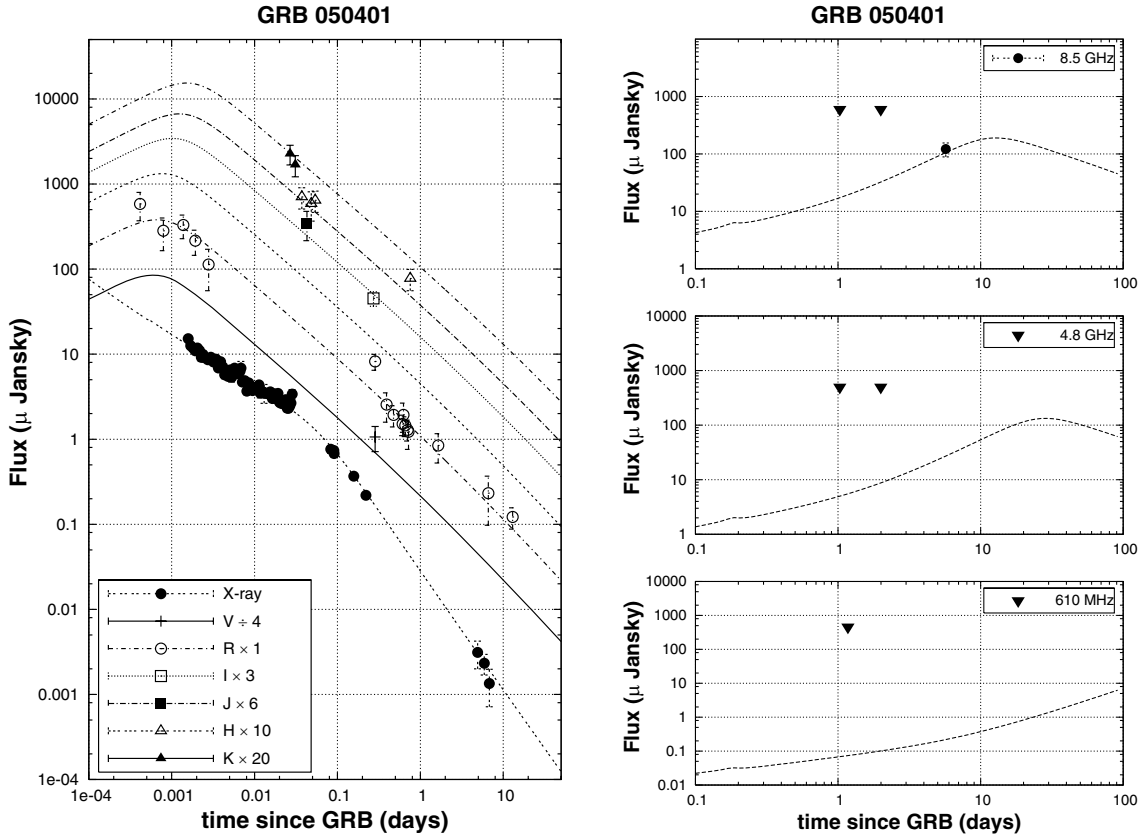 GRB 050401
Flux (μ Jansky)
10000
1000
100
10
1
0.1
0.01
0.001
1e-04
1e-04
0.001
0.01
0.1
1
10
time since GRB (days)
X-ray
V ÷ 4
R × 1
I × 3
J × 6
H × 10
K × 20
GRB 050401
Flux (μ Jansky)
1000
100
10
1
0.1
1
10
100
8.5 GHz
Flux (μ Jansky)
10000
1000
100
10
1
0.1
1
10
100
4.8 GHz
Flux (μ Jansky)
10000
1000
100
10
1
0.1
0.01
0.1
1
10
100
610 MHz
time since GRB (days)